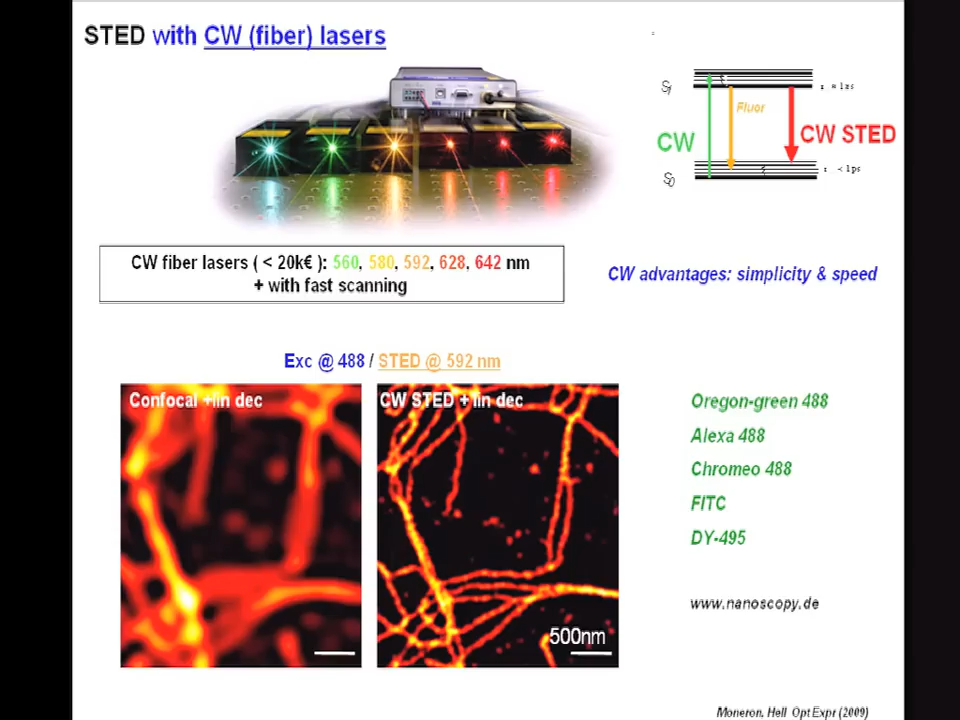 STED with CW (fiber) lasers
S1
Fluor
CW
CW STED
S0
< 1ps
CW fiber lasers ( < 20k€ ): 560, 580, 592, 628, 642 nm
+ with fast scanning
CW advantages: simplicity & speed
Exc @ 488 / STED @ 592 nm
Confocal +lin dec
CW STED + lin dec
500nm
Oregon-green 488
Alexa 488
Chromeo 488
FITC
DY-495
www.nanoscopy.de
Moneron, Hell Opt Expr (2009)